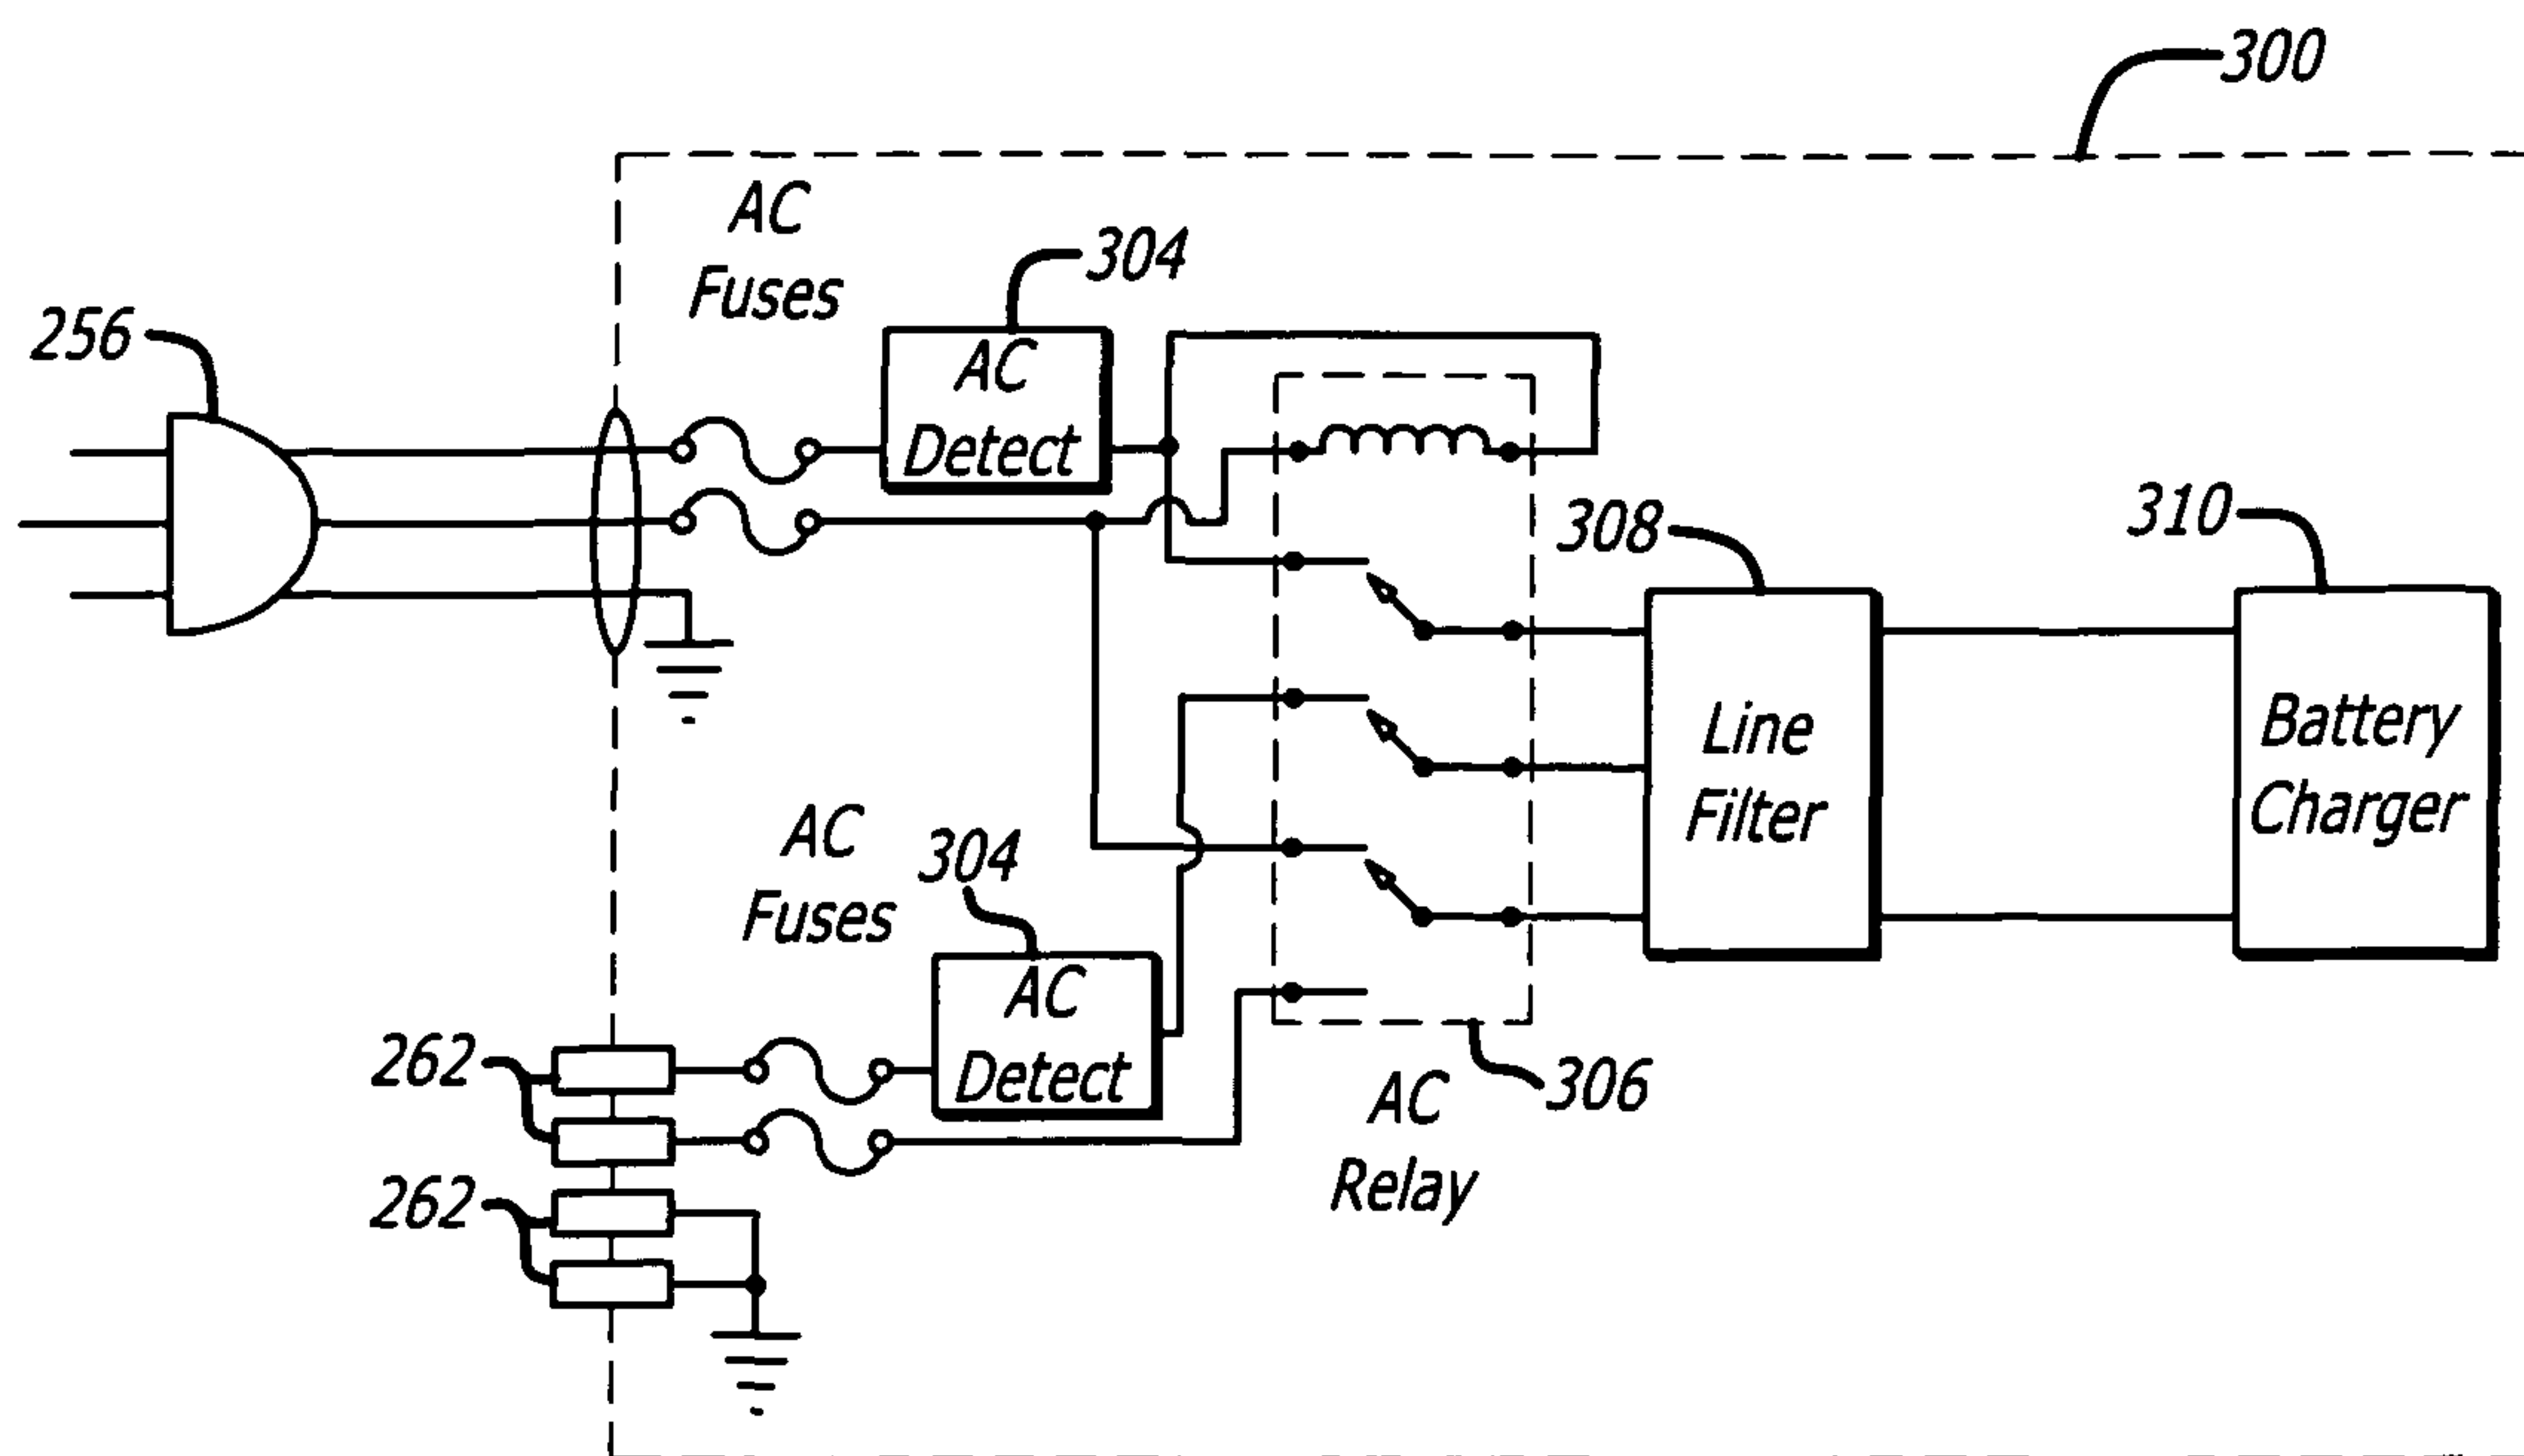 300
AC
Fuses
304
256
AC
Detect
308
310
Line
Filter
Battery
Charger
AC
Fuses
304
AC
Detect
262
306
AC
Relay
262